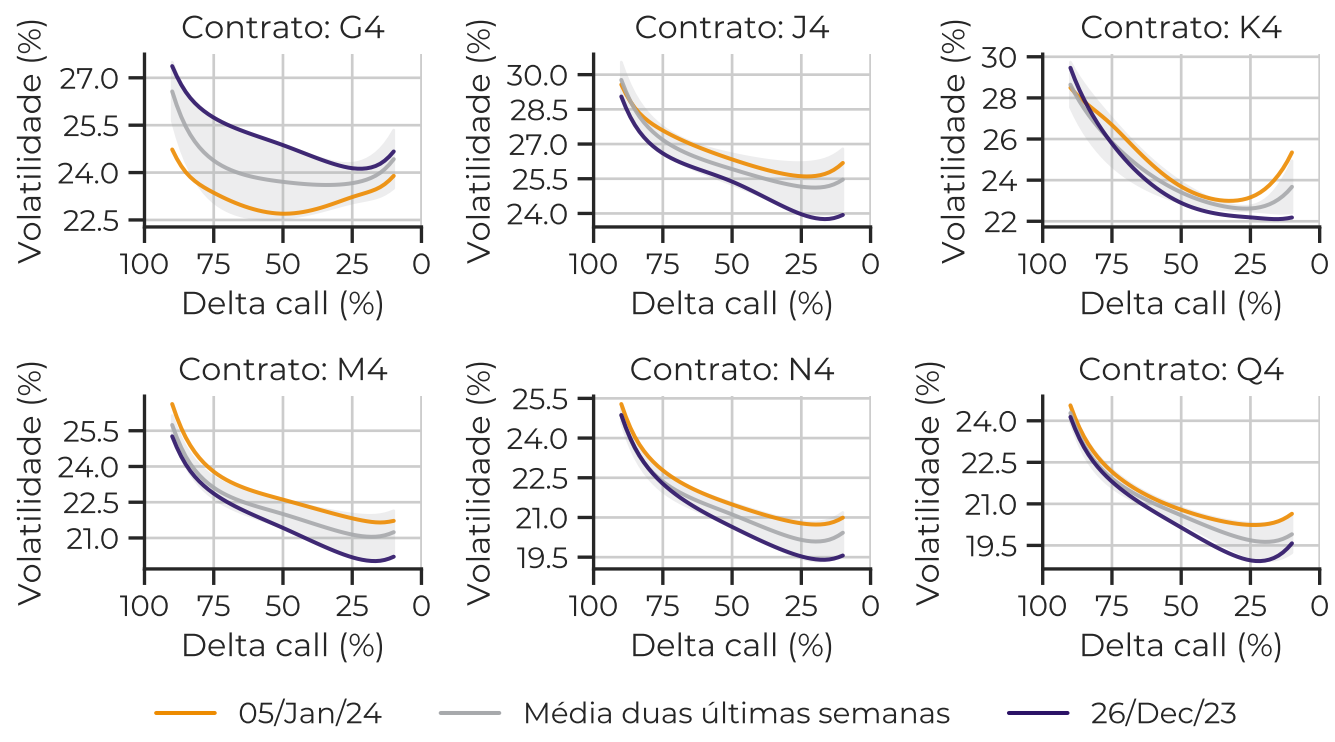 Contrato: G4
Volatilidade (%)
27.0
25.5
24.0
22.5
100 75 50 25 0
Delta call (%)
Contrato: J4
Volatilidade (%)
30.0
28.5
27.0
25.5
24.0
100 75 50 25 0
Delta call (%)
Contrato: K4
Volatilidade (%)
30
28
26
24
22
100 75 50 25 0
Delta call (%)
Contrato: M4
Volatilidade (%)
25.5
24.0
22.5
21.0
100 75 50 25 0
Delta call (%)
Contrato: N4
Volatilidade (%)
25.5
24.0
22.5
21.0
19.5
100 75 50 25 0
Delta call (%)
Contrato: Q4
Volatilidade (%)
24.0
22.5
21.0
19.5
100 75 50 25 0
Delta call (%)
05/Jan/24 Média duas últimas semanas 26/Dec/23